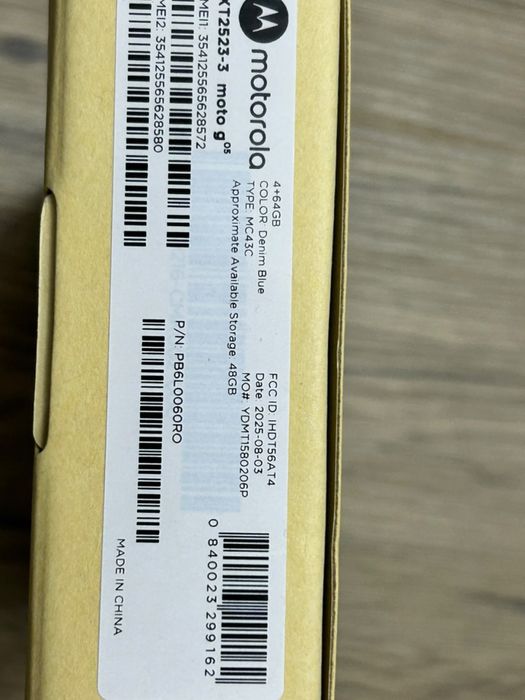 motorola
XT2523-3 moto g05
IMEI1: 354125565628572
IMEI2: 354125565628580
4+64GB
COLOR: Denim Blue
TYPE: MC43C
Approximate Available Storage: 48GB
P/N: PB6L0060RO
FCC ID: IHDT56AT4
Date: 2025-08-03
MO#: YDMT1580206P
0 840023 299162
MADE IN CHINA